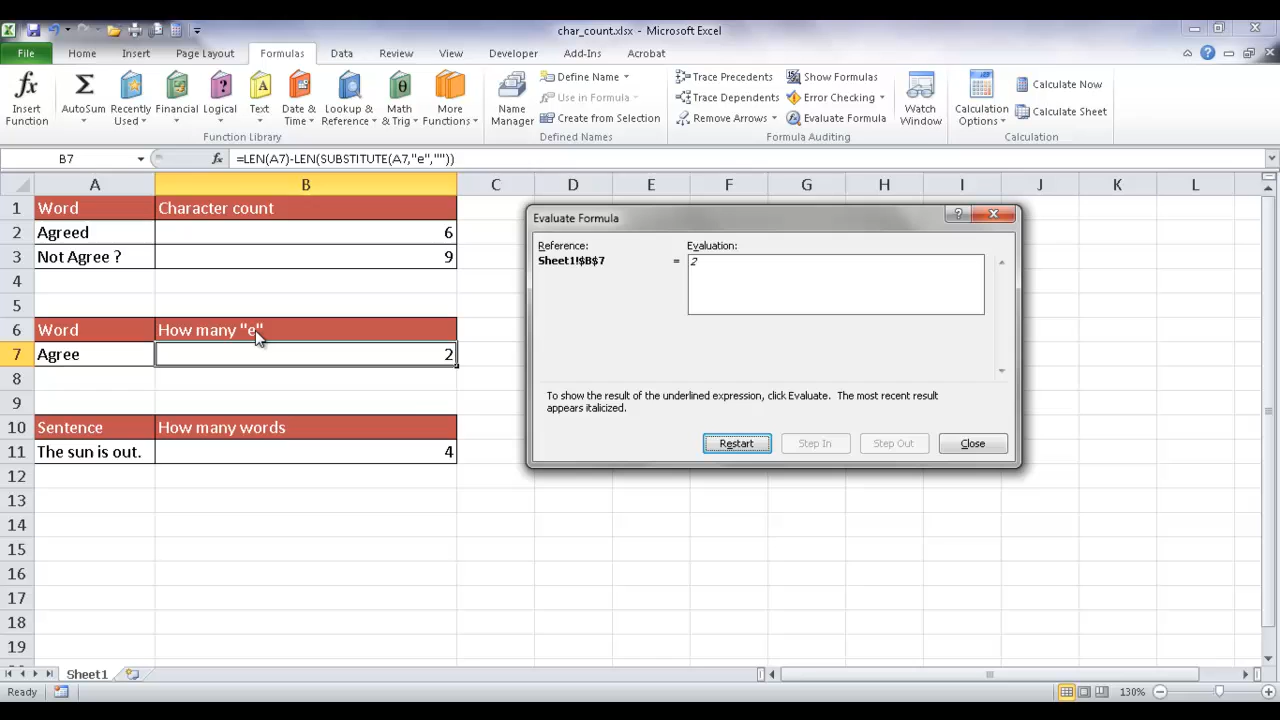 char_count.xlsx - Microsoft Excel
File Home Insert Page Layout Formulas Data Review View Developer Add-Ins Acrobat
fx Σ ? A θ
Insert Function
AutoSum
Recently Used
Financial
Logical
Text
Date & Time
Lookup & Reference
Math & Trig
More Functions
Function Library
Name Manager
Define Name
Use in Formula
Create from Selection
Defined Names
Trace Precedents
Trace Dependents
Remove Arrows
Show Formulas
Error Checking
Evaluate Formula
Formula Auditing
Watch Window
Calculation Options
Calculate Now
Calculate Sheet
Calculation
B7 fx =LEN(A7)-LEN(SUBSTITUTE(A7,"e",""))
A B C D E F G H I J K L
1 Word Character count
2 Agreed 6
3 Not Agree ? 9
4
5
6 Word How many "e"
7 Agree 2
8
9
10 Sentence How many words
11 The sun is out. 4
12
13
14
15
16
17
18
19
Evaluate Formula
Reference: Evaluation:
Sheet1!$B$7 = 2
To show the result of the underlined expression, click Evaluate. The most recent result
appears italicized.
Restart Step In Step Out Close
Sheet1
Ready 130%